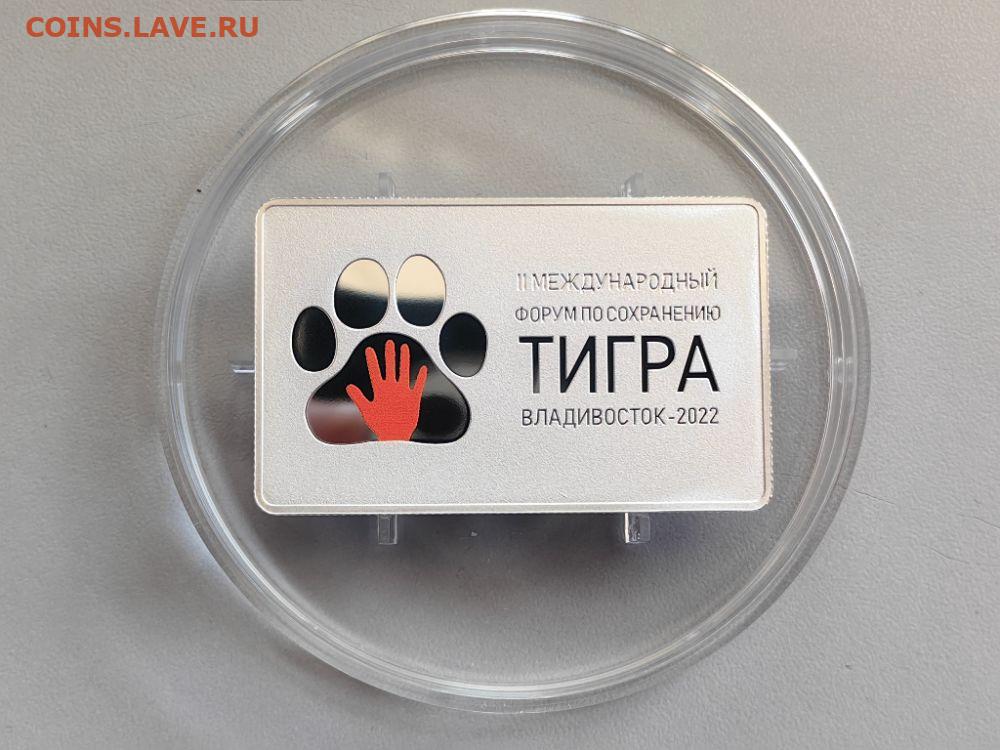 COINS.LAVE.RU
II МЕЖДУНАРОДНЫЙ
ФОРУМ ПО СОХРАНЕНИЮ
ТИГРА
ВЛАДИВОСТОК-2022